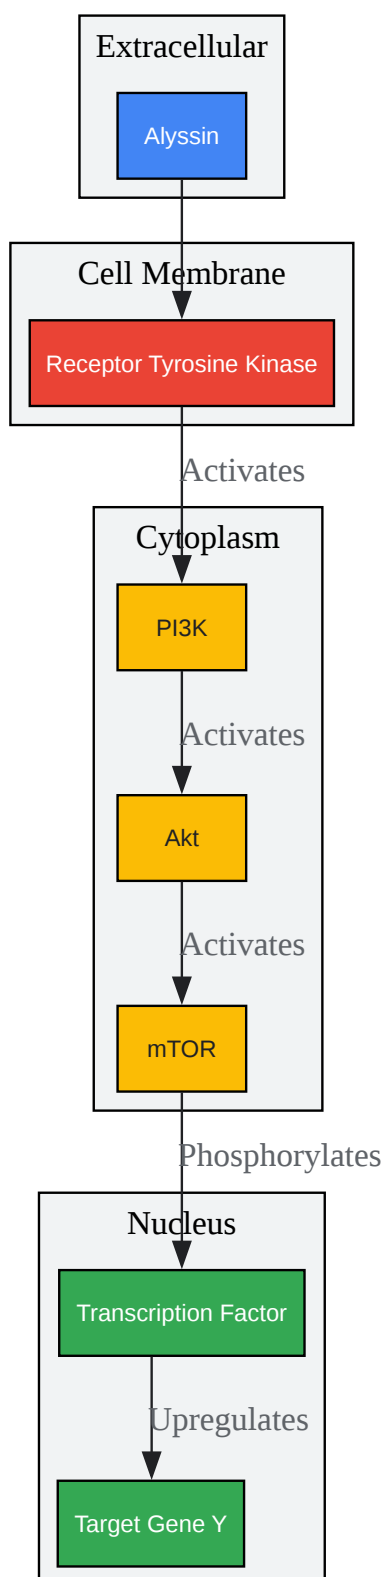 Extracellular
Alyssin
Cell Membrane
Receptor Tyrosine Kinase
Activates
Cytoplasm
PI3K
Activates
Akt
Activates
mTOR
Phosphorylates
Nucleus
Transcription Factor
Upregulates
Target Gene Y